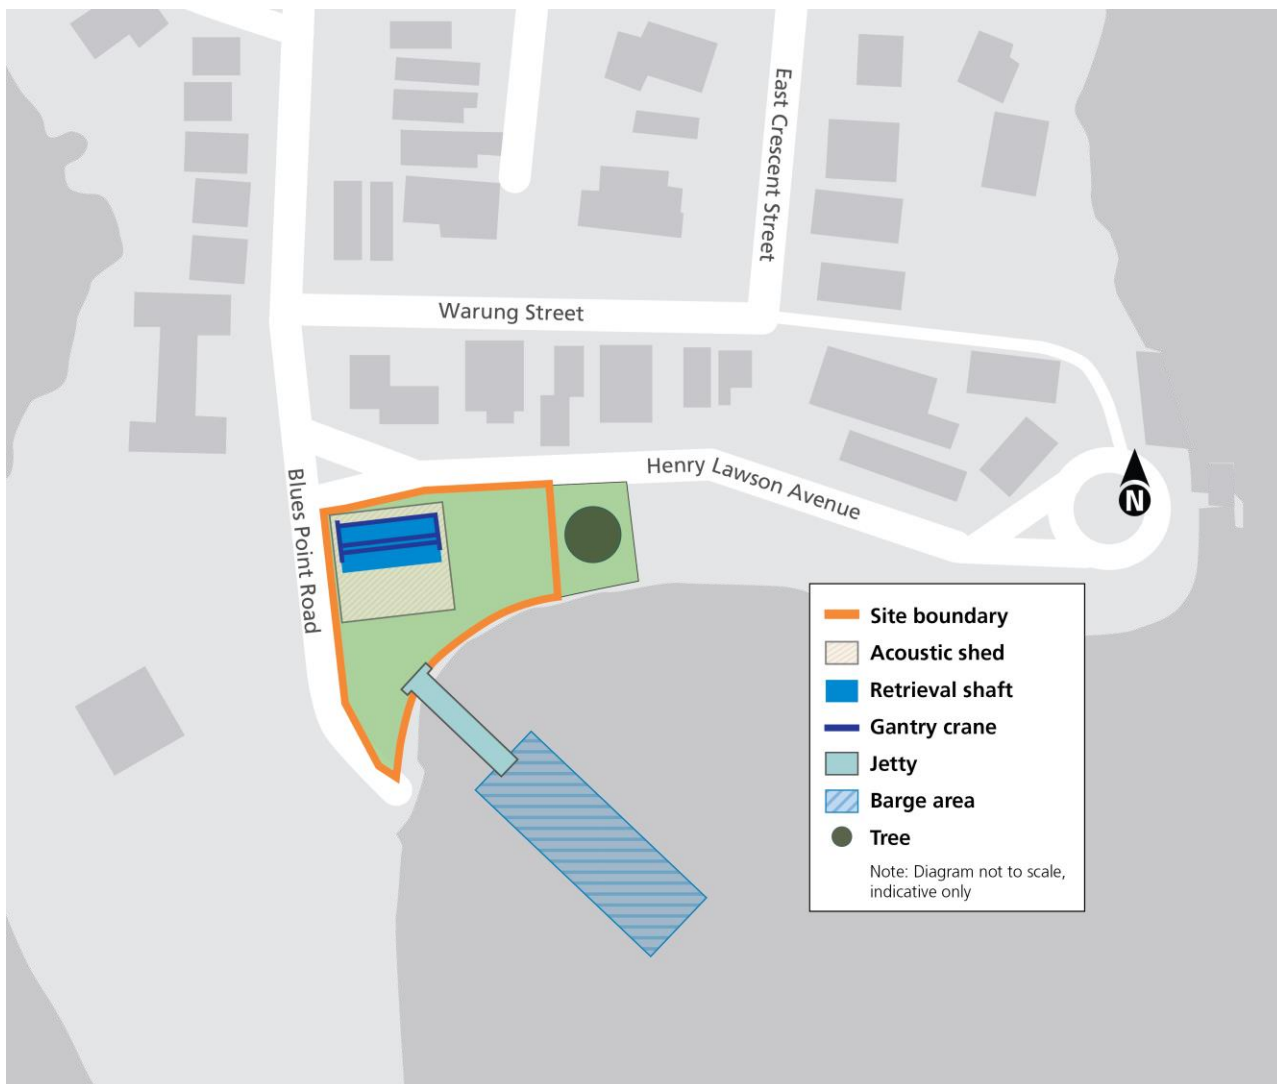 East Crescent Street
Warung Street
Henry Lawson Avenue
Blues Point Road
N
Site boundary
Acoustic shed
Retrieval shaft
Gantry crane
Jetty
Barge area
Tree
Note: Diagram not to scale,
indicative only